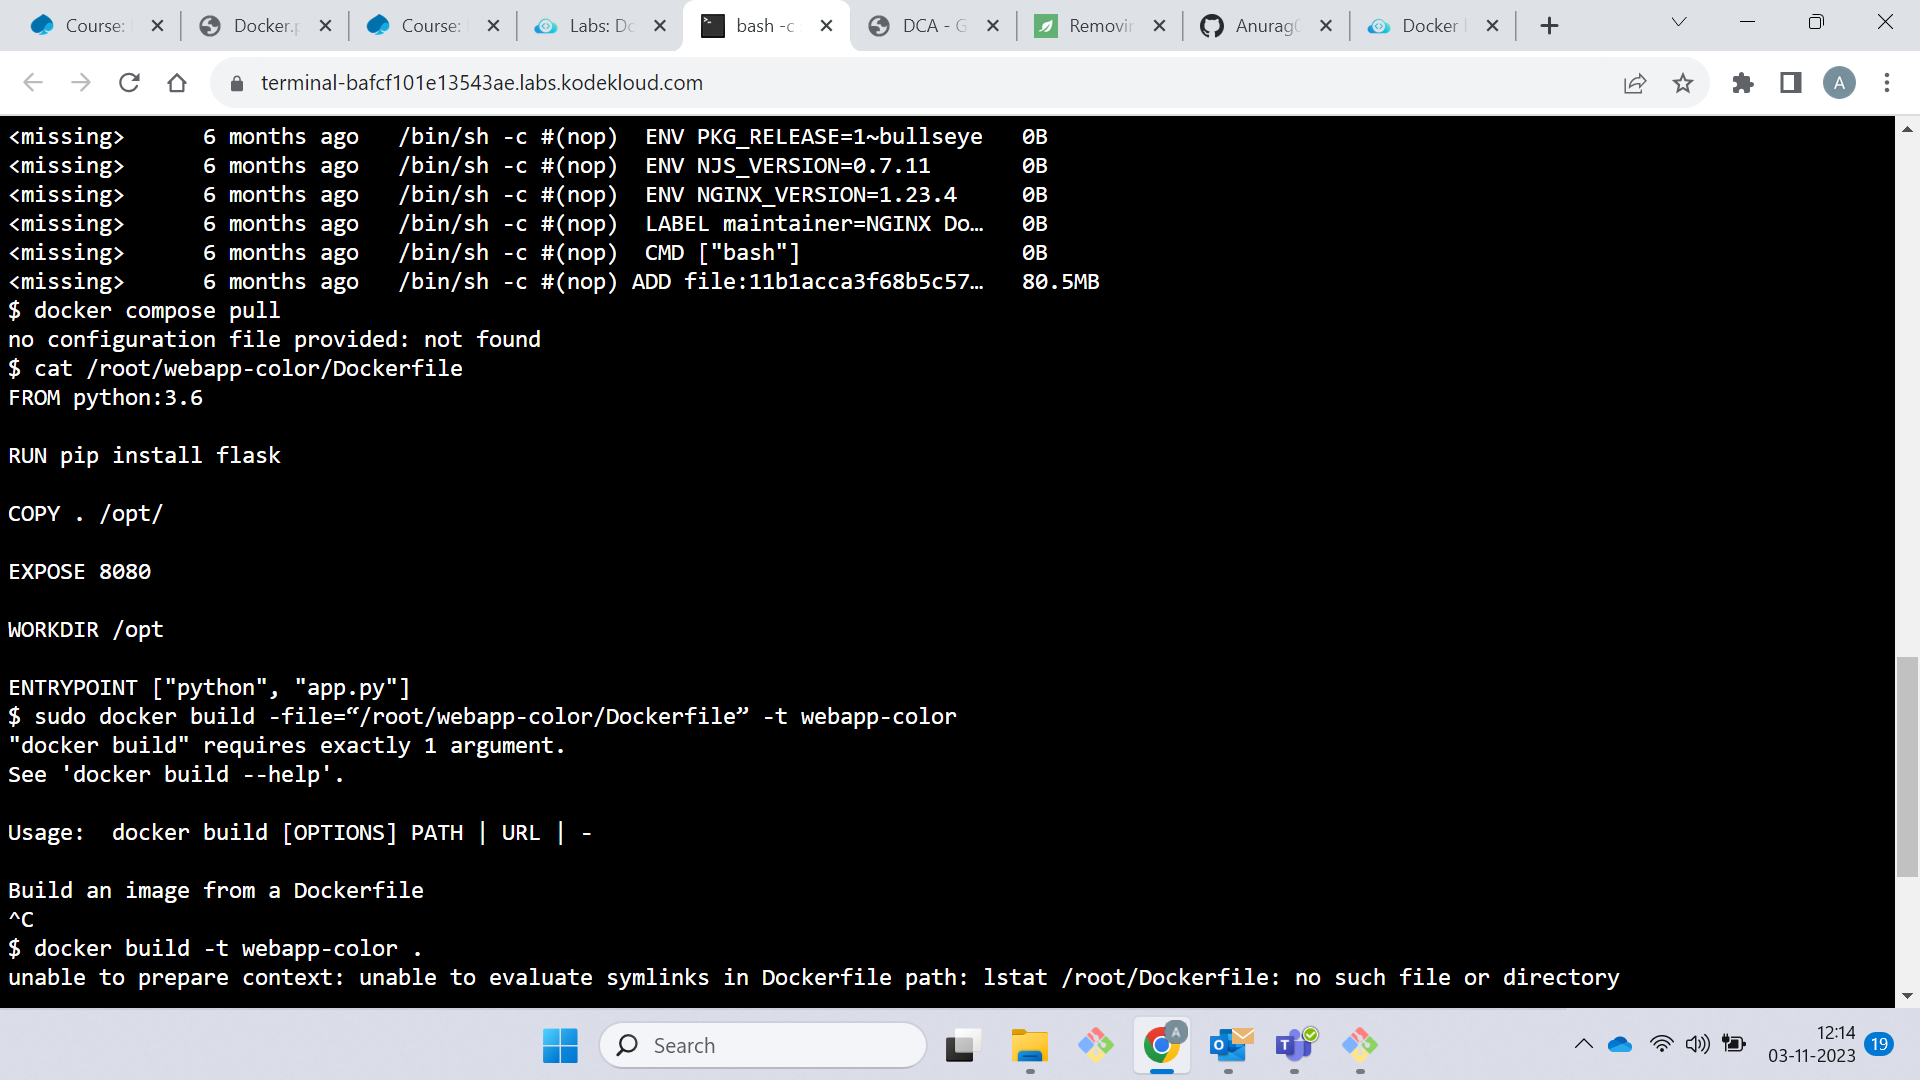 Course:
Docker.p
Course:
Labs: Do
bash -c
DCA - G
Removin
Anurag
Docker
terminal-bafcf101e13543ae.labs.kodekloud.com
A
<missing>      6 months ago   /bin/sh -c #(nop)  ENV PKG_RELEASE=1~bullseye   0B
<missing>      6 months ago   /bin/sh -c #(nop)  ENV NJS_VERSION=0.7.11       0B
<missing>      6 months ago   /bin/sh -c #(nop)  ENV NGINX_VERSION=1.23.4     0B
<missing>      6 months ago   /bin/sh -c #(nop)  LABEL maintainer=NGINX Do…   0B
<missing>      6 months ago   /bin/sh -c #(nop)  CMD ["bash"]                 0B
<missing>      6 months ago   /bin/sh -c #(nop) ADD file:11b1acca3f68b5c57…   80.5MB
$ docker compose pull
no configuration file provided: not found
$ cat /root/webapp-color/Dockerfile
FROM python:3.6
RUN pip install flask
COPY . /opt/
EXPOSE 8080
WORKDIR /opt
ENTRYPOINT ["python", "app.py"]
$ sudo docker build -file=“/root/webapp-color/Dockerfile” -t webapp-color
"docker build" requires exactly 1 argument.
See 'docker build --help'.
Usage:  docker build [OPTIONS] PATH | URL | -
Build an image from a Dockerfile
^C
$ docker build -t webapp-color .
unable to prepare context: unable to evaluate symlinks in Dockerfile path: lstat /root/Dockerfile: no such file or directory
Search
A
12:14
03-11-2023
19